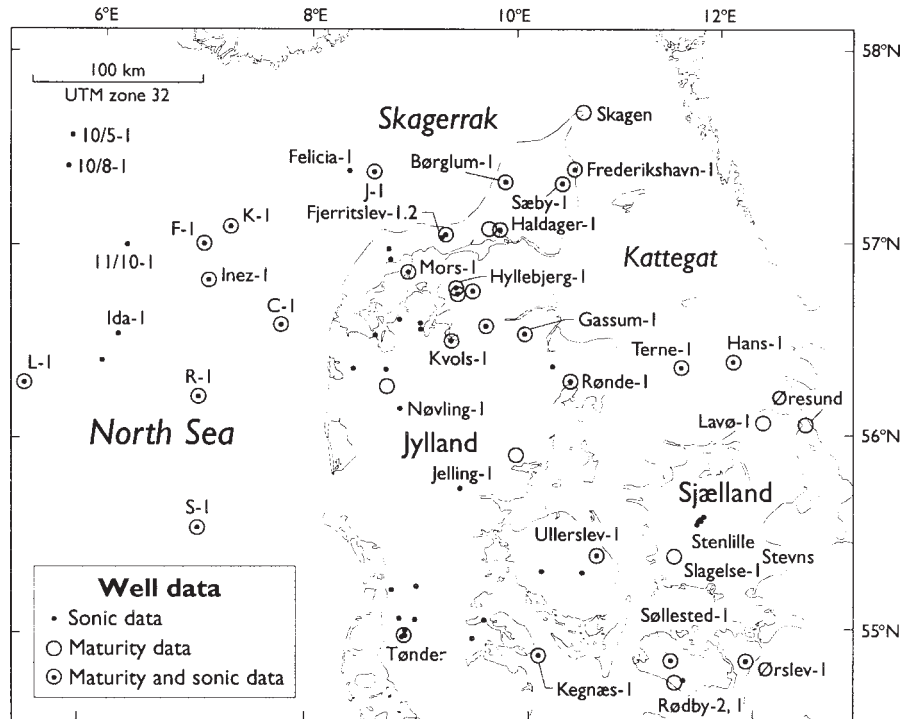 6°E 8°E 10°E 12°E
58°N
100 km
UTM zone 32
Skagerrak
Skagen
10/5-1
10/8-1
Felicia-1
J-1
Børglum-1
Frederikshavn-1
Sæby-1
Fjerritslev-1.2
Haldager-1
K-1
F-1
57°N
11/10-1
Inez-1
Mors-1
Hyllebjerg-1
Kattegat
C-1
Ida-1
Gassum-1
Kvols-1
Terne-1
Hans-1
L-1
R-1
Rønde-1
Nøvling-1
Øresund
Lavø-1
North Sea
Jylland
56°N
Jelling-1
Sjælland
S-1
Ullerslev-1
Stenlille
Stevns
Slagelse-1
Well data
Sonic data
Maturity data
Maturity and sonic data
Søllested-1
55°N
Tønder
Kegnæs-1
Ørslev-1
Rødby-2, 1